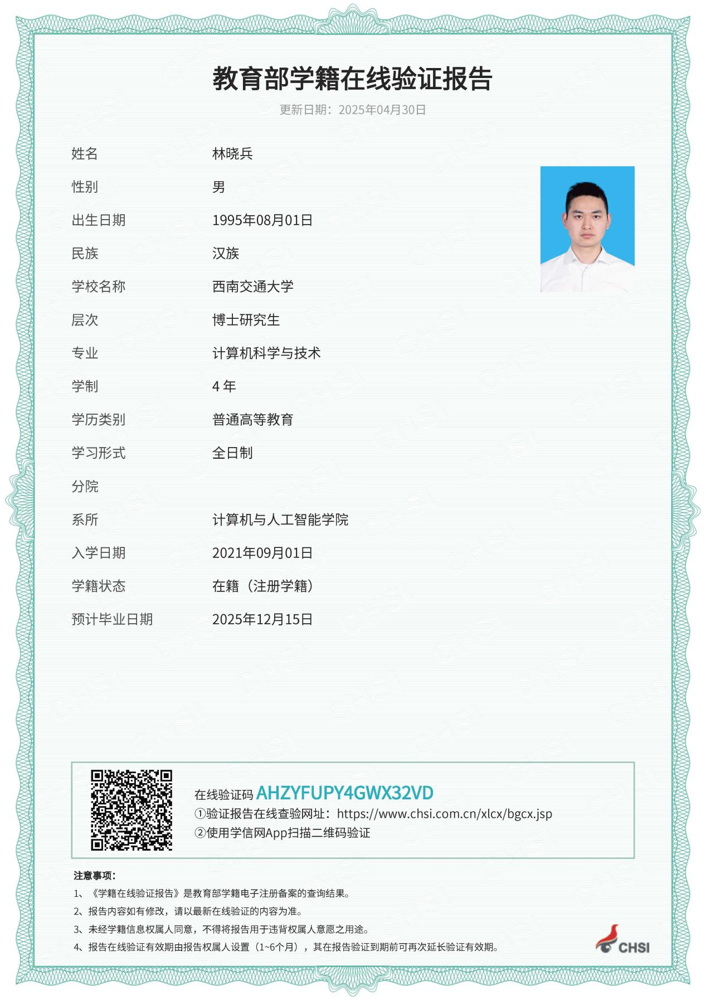 教育部学籍在线验证报告
更新日期：2025年04月30日
姓名 林晓兵
性别 男
出生日期 1995年08月01日
民族 汉族
学校名称 西南交通大学
层次 博士研究生
专业 计算机科学与技术
学制 4 年
学历类别 普通高等教育
学习形式 全日制
分院
系所 计算机与人工智能学院
入学日期 2021年09月01日
学籍状态 在籍（注册学籍）
预计毕业日期 2025年12月15日
在线验证码 AHZYFUPY4GWX32VD
①验证报告在线查验网址：https://www.chsi.com.cn/xlcx/bgcx.jsp
②使用学信网App扫描二维码验证
注意事项：
1、《学籍在线验证报告》是教育部学籍电子注册备案的查询结果。
2、报告内容如有修改，请以最新在线验证的内容为准。
3、未经学籍信息权属人同意，不得将报告用于违背权属人意愿之用途。
4、报告在线验证有效期由报告权属人设置（1~6个月），其在报告验证到期前可再次延长验证有效期。
CHSI